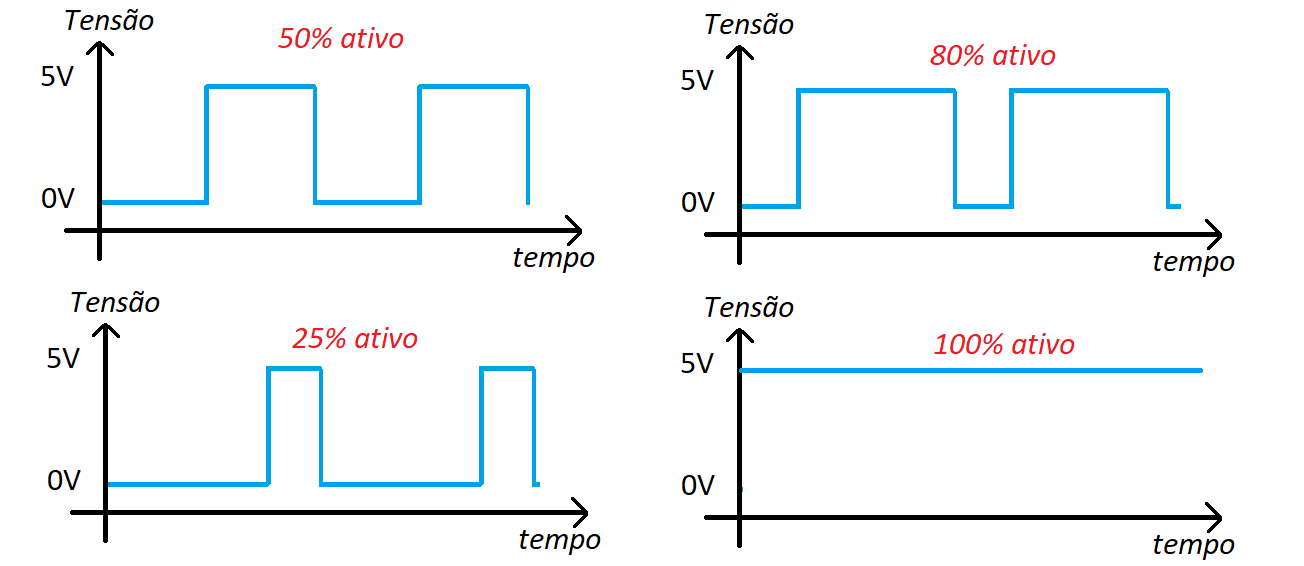 Tensão
50% ativo
5V
0V
tempo
Tensão
80% ativo
5V
0V
tempo
Tensão
25% ativo
5V
0V
tempo
Tensão
100% ativo
5V
0V
tempo